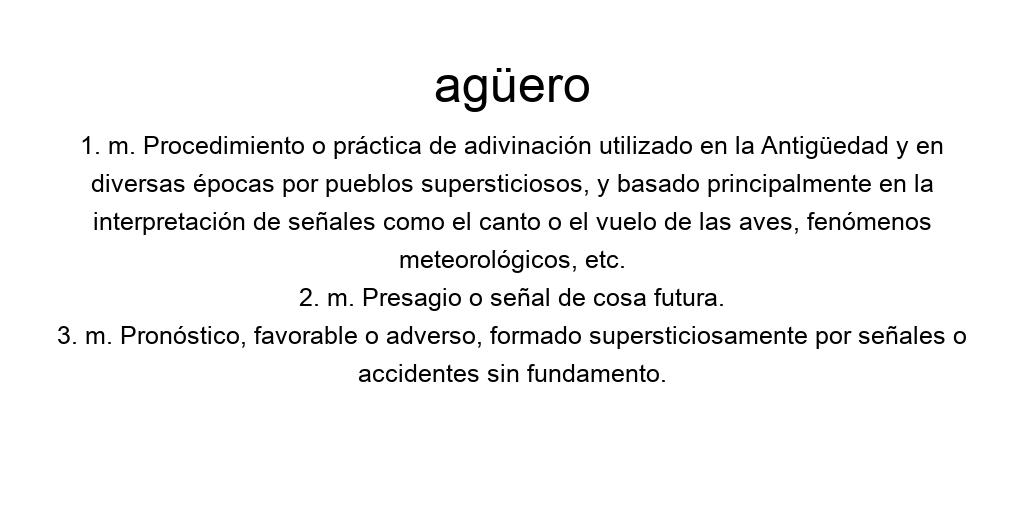 agüero
1. m. Procedimiento o práctica de adivinación utilizado en la Antigüedad y en
diversas épocas por pueblos supersticiosos, y basado principalmente en la
interpretación de señales como el canto o el vuelo de las aves, fenómenos
meteorológicos, etc.
2. m. Presagio o señal de cosa futura.
3. m. Pronóstico, favorable o adverso, formado supersticiosamente por señales o
accidentes sin fundamento.